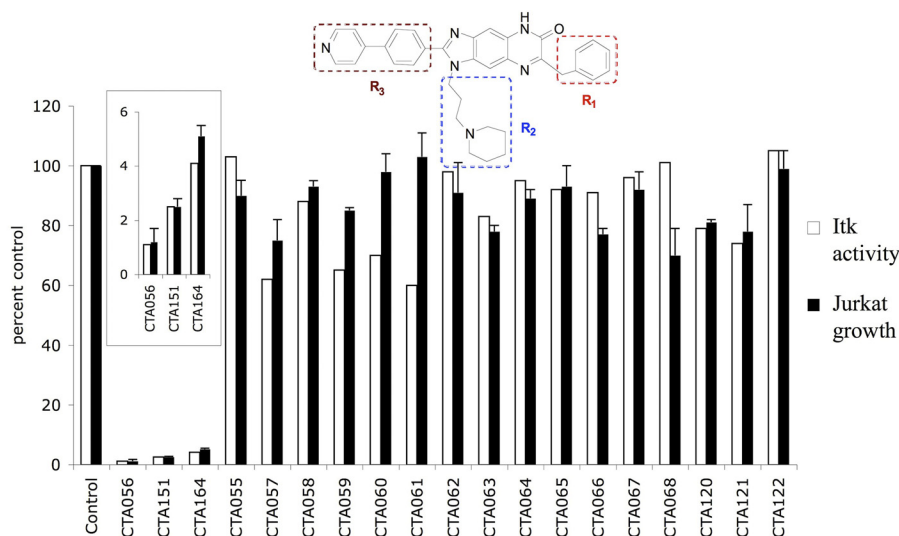 H
N
N
O
N
N
N
R3
R1
N
R2
120
100
80
60
40
20
0
percent control
6
4
2
0
CTA056
CTA151
CTA164
Itk
activity
Jurkat
growth
Control
CTA056
CTA151
CTA164
CTA055
CTA057
CTA058
CTA059
CTA060
CTA061
CTA062
CTA063
CTA064
CTA065
CTA066
CTA067
CTA068
CTA120
CTA121
CTA122